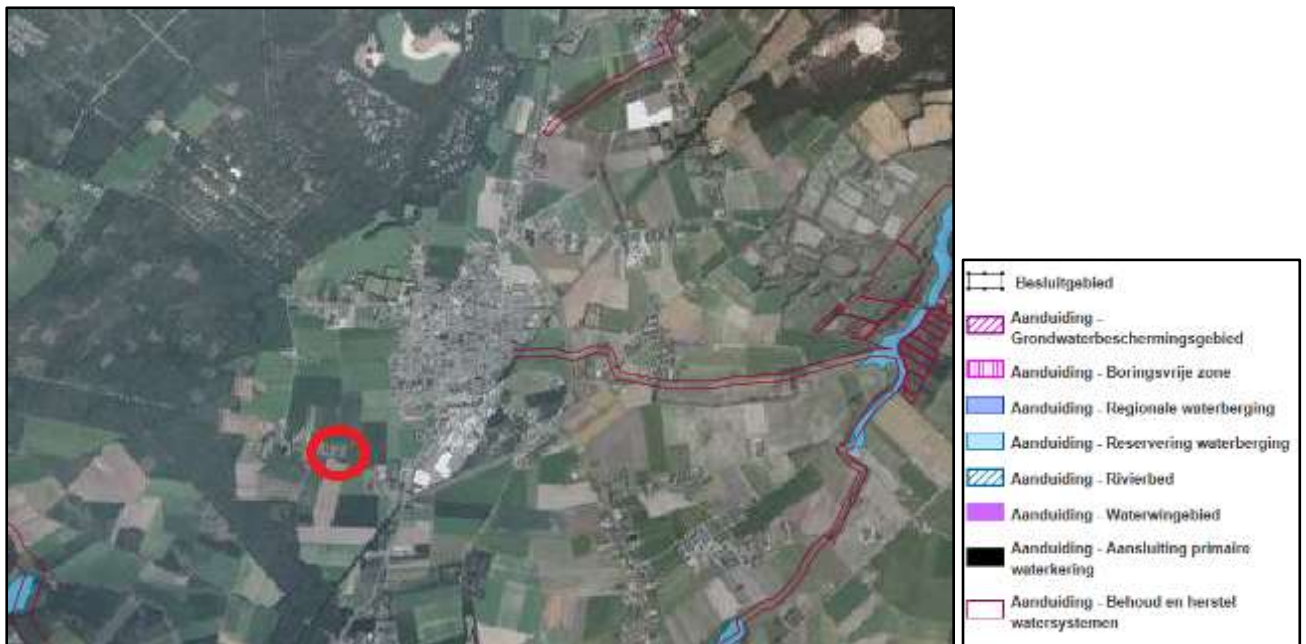 Besluitgebied
Aanduiding -
Grondwaterbeschermingsgebied
Aanduiding - Boringsvrije zone
Aanduiding - Regionale waterberging
Aanduiding - Reservering waterberging
Aanduiding - Rivierbed
Aanduiding - Waterwingebied
Aanduiding - Aansluiting primaire
waterkering
Aanduiding - Behoud en herstel
watersystemen